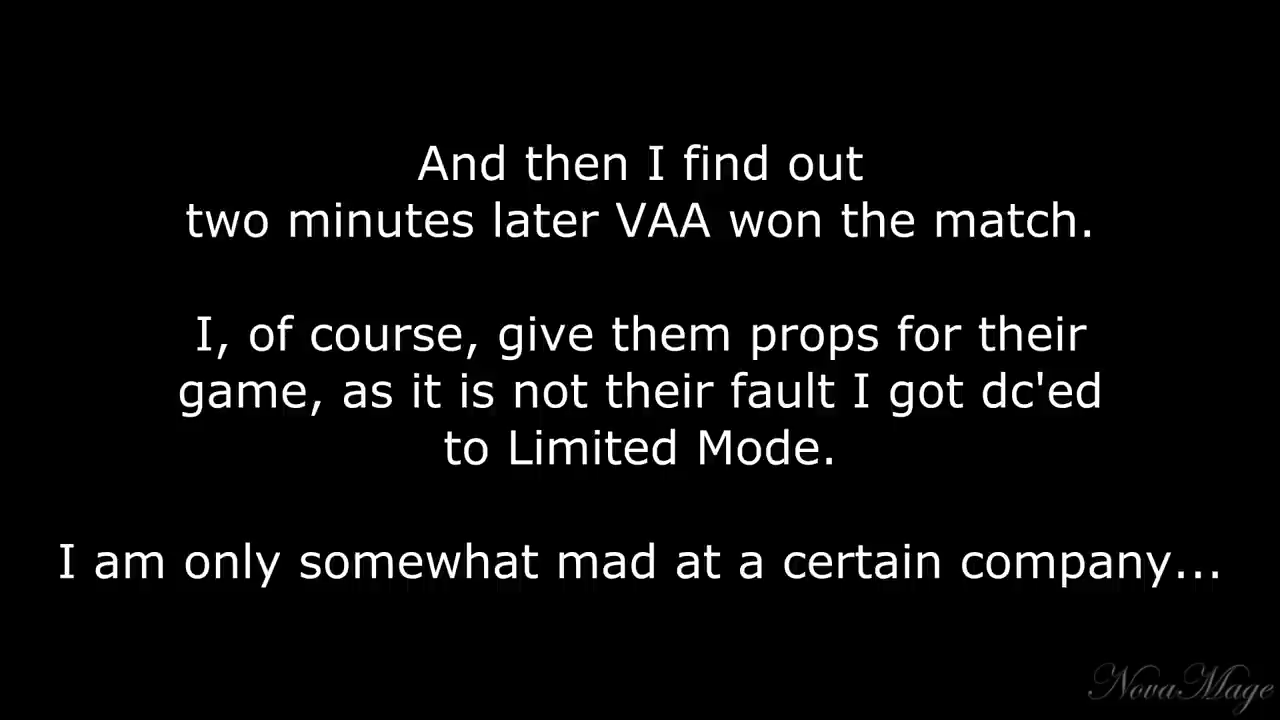 And then I find out
two minutes later VAA won the match.
I, of course, give them props for their
game, as it is not their fault I got dc'ed
to Limited Mode.
I am only somewhat mad at a certain company...
NovaMage